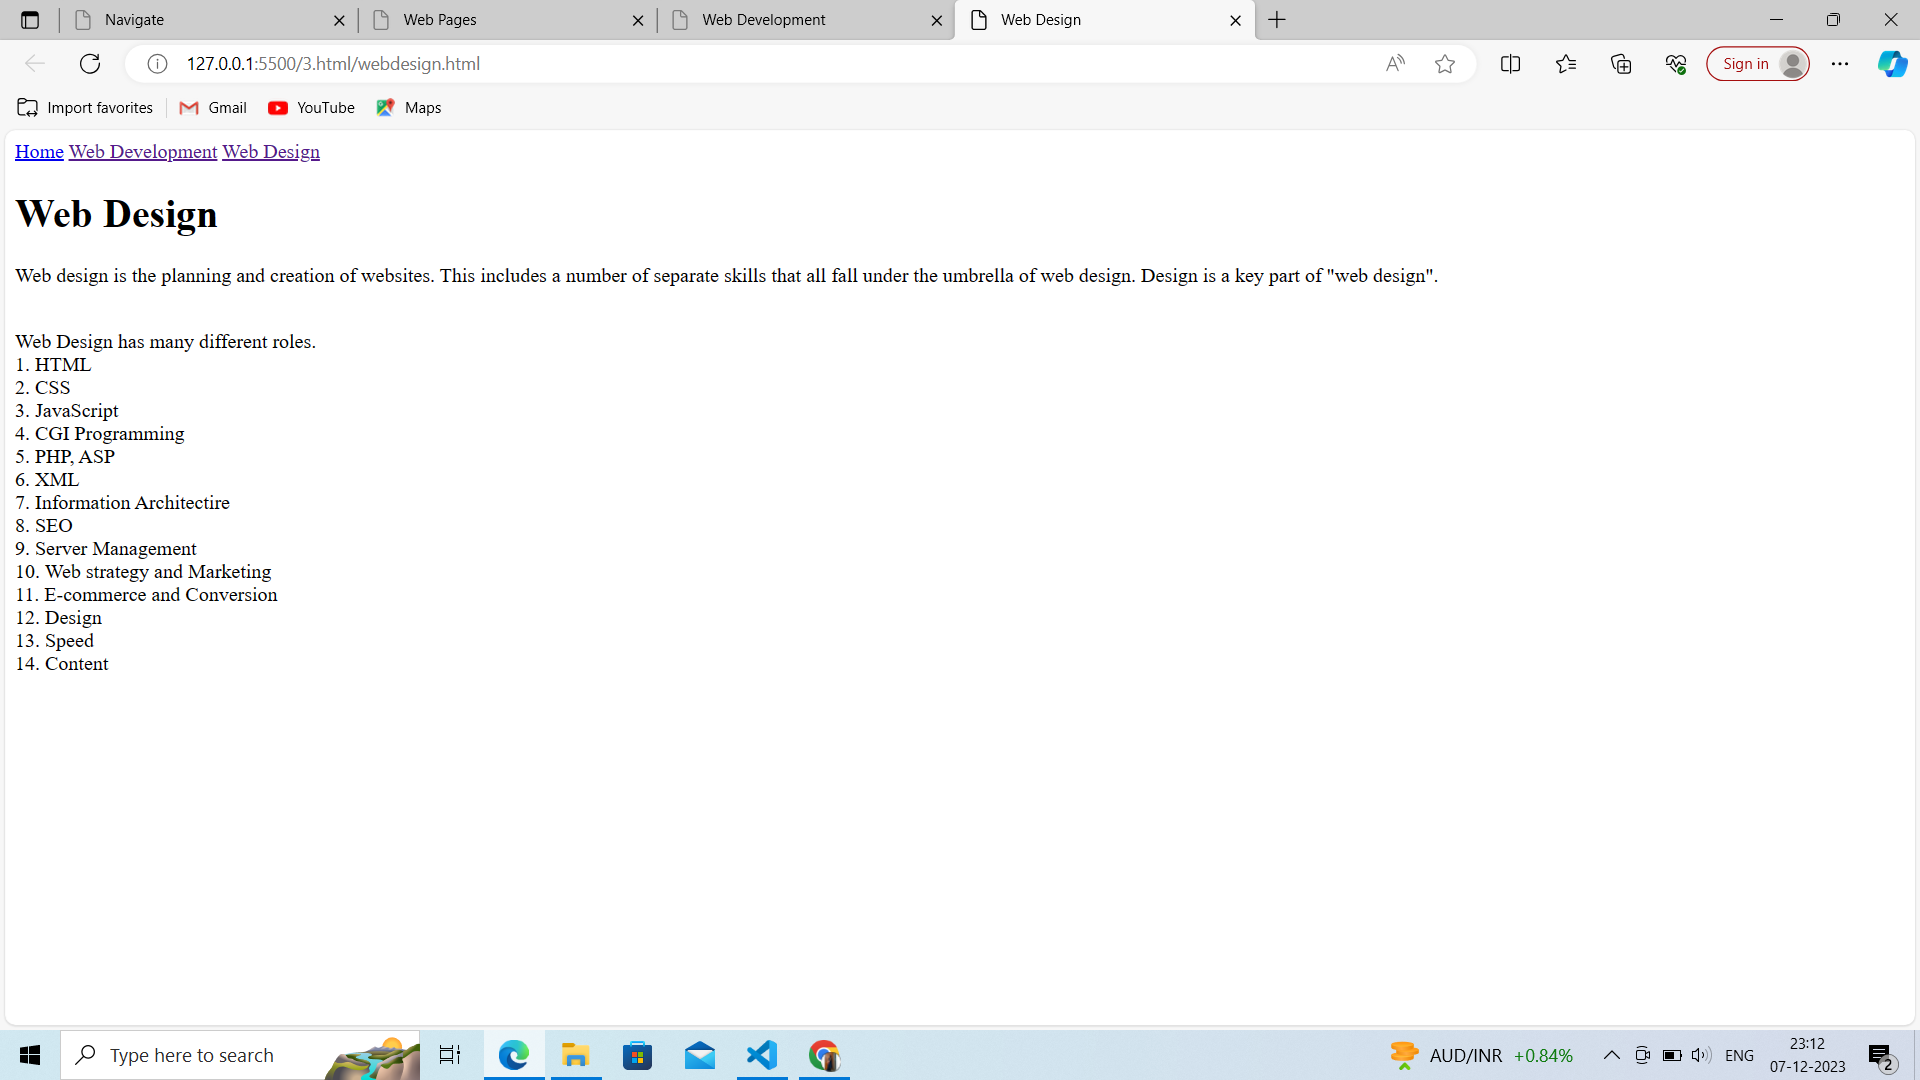 Navigate
Web Pages
Web Development
Web Design
127.0.0.1:5500/3.html/webdesign.html
Sign in
Import favorites
Gmail
YouTube
Maps
Home Web Development Web Design
Web Design
Web design is the planning and creation of websites. This includes a number of separate skills that all fall under the umbrella of web design. Design is a key part of "web design".
Web Design has many different roles.
1. HTML
2. CSS
3. JavaScript
4. CGI Programming
5. PHP, ASP
6. XML
7. Information Architectire
8. SEO
9. Server Management
10. Web strategy and Marketing
11. E-commerce and Conversion
12. Design
13. Speed
14. Content
Type here to search
AUD/INR +0.84%
ENG
23:12
07-12-2023
2